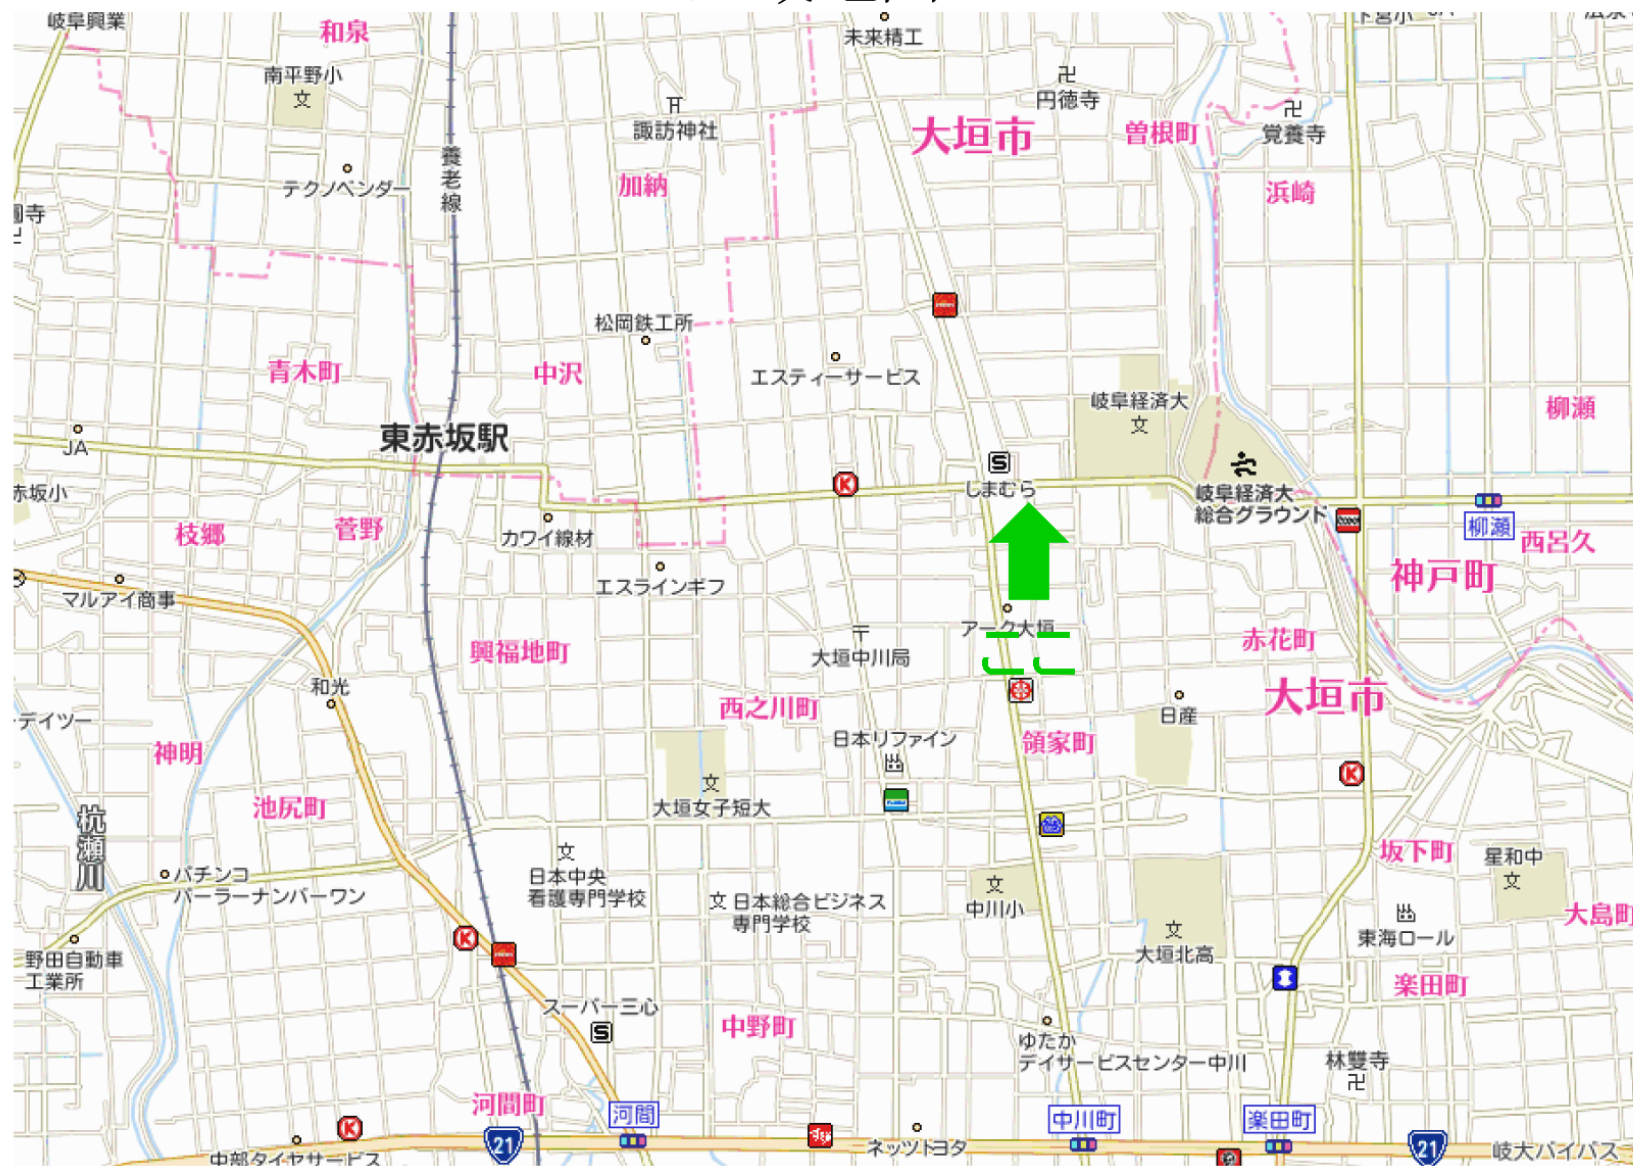 岐阜興業
和泉
未来精工
南平野小
文
円徳寺
諏訪神社
大垣市
曽根町
覚養寺
養老線
テクノベンダー
加納
浜崎
松岡鉄工所
青木町
中沢
エスティーサービス
岐阜経済大
文
柳瀬
東赤坂駅
JA
S
しまむら
赤坂小
K
岐阜経済大
総合グラウンド
柳瀬
枝郷
菅野
カワイ線材
西呂久
エスラインギフ
神戸町
マルアイ商事
アーク大垣
興福地町
大垣中川局
赤花町
和光
西之川町
日産
大垣市
神明
日本リファイン
領家町
K
池尻町
文
大垣女子短大
杭瀬川
坂下町
星和中
文
パチンコ
パーラーナンバーワン
文
日本中央
看護専門学校
文 日本総合ビジネス
専門学校
文
中川小
文
大垣北高
東海ロール
大島町
K
野田自動車
工業所
楽田町
スーパー三心
S
中野町
ゆたか
デイサービスセンター中川
林雙寺
河間町
河間
中川町
楽田町
K
21
ネッツトヨタ
21
岐大バイパス
中部タイヤサービス